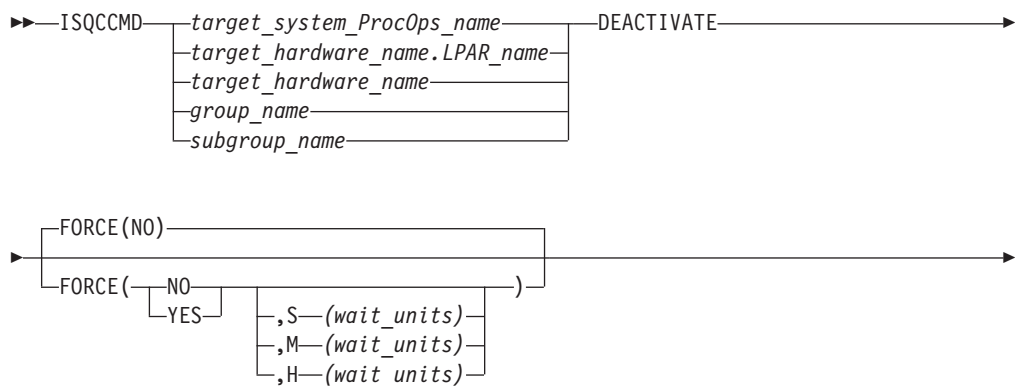 ISQCCMD target_system_ProcOps_name DEACTIVATE
target_hardware_name.LPAR_name
target_hardware_name
group_name
subgroup_name
FORCE(NO)
FORCE( NO )
YES ,S (wait_units)
,M (wait_units)
,H (wait units)